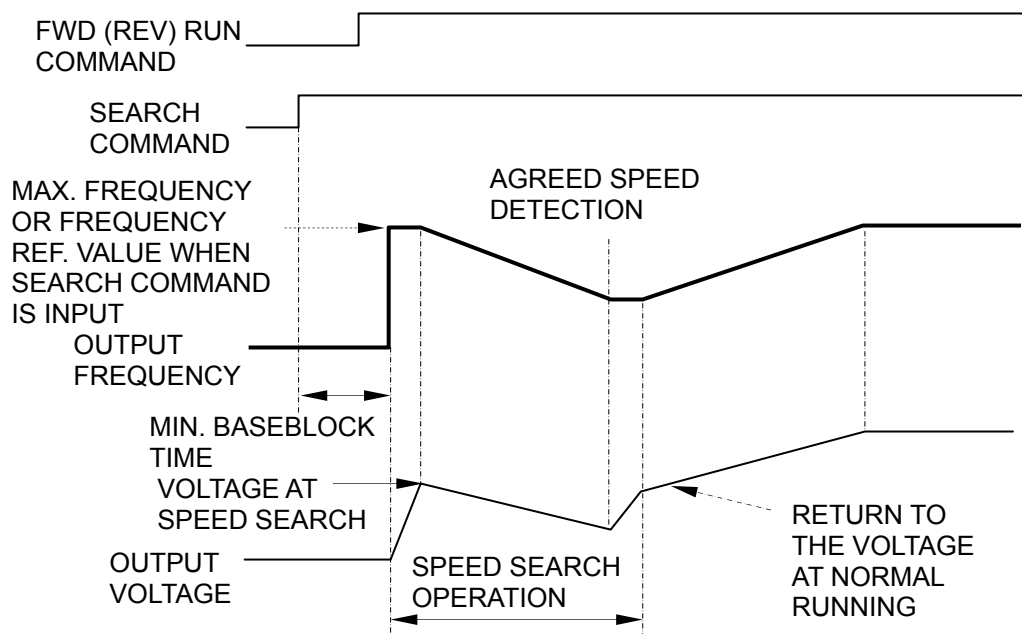 FWD (REV) RUN
COMMAND
SEARCH
COMMAND
MAX. FREQUENCY
OR FREQUENCY
REF. VALUE WHEN
SEARCH COMMAND
IS INPUT
AGREED SPEED
DETECTION
OUTPUT
FREQUENCY
MIN. BASEBLOCK
TIME
VOLTAGE AT
SPEED SEARCH
OUTPUT
VOLTAGE
SPEED SEARCH
OPERATION
RETURN TO
THE VOLTAGE
AT NORMAL
RUNNING